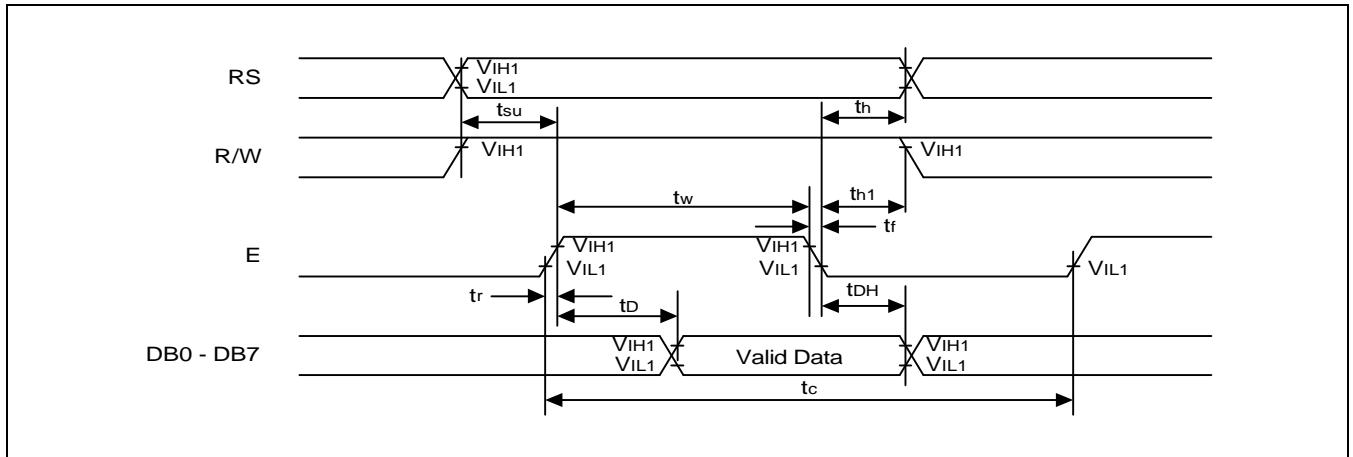 RS
VIH1
VIL1
tsu
th
R/W
VIH1
VIH1
tw
th1
tf
E
VIH1
VIH1
VIL1
VIL1
VIL1
tr
tD
tDH
DB0 - DB7
VIH1
VIL1
Valid Data
VIH1
VIL1
tc